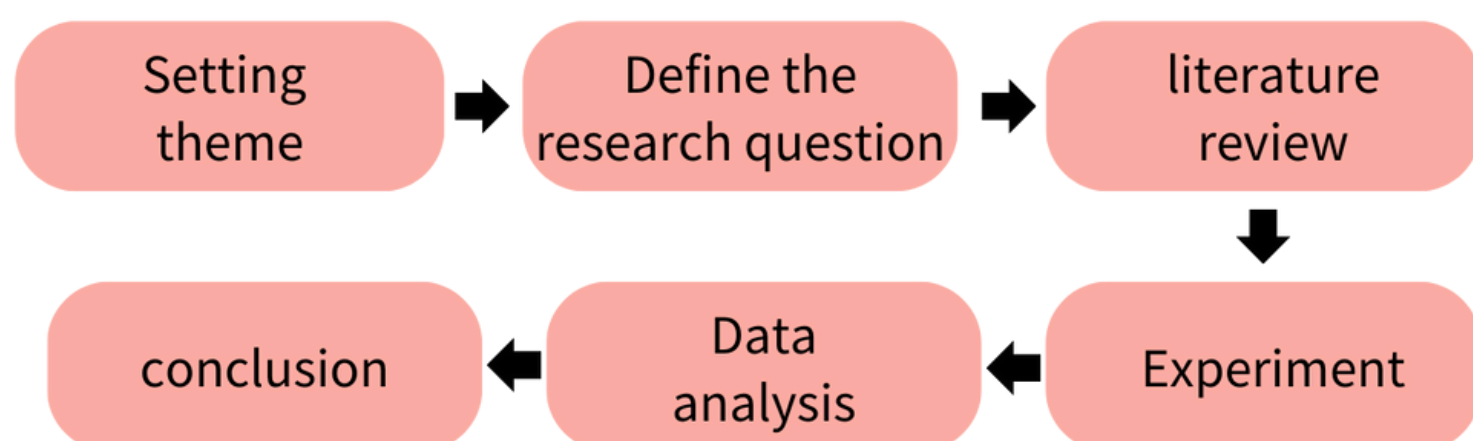 Setting
theme
Define the
research question
literature
review
Experiment
Data
analysis
conclusion